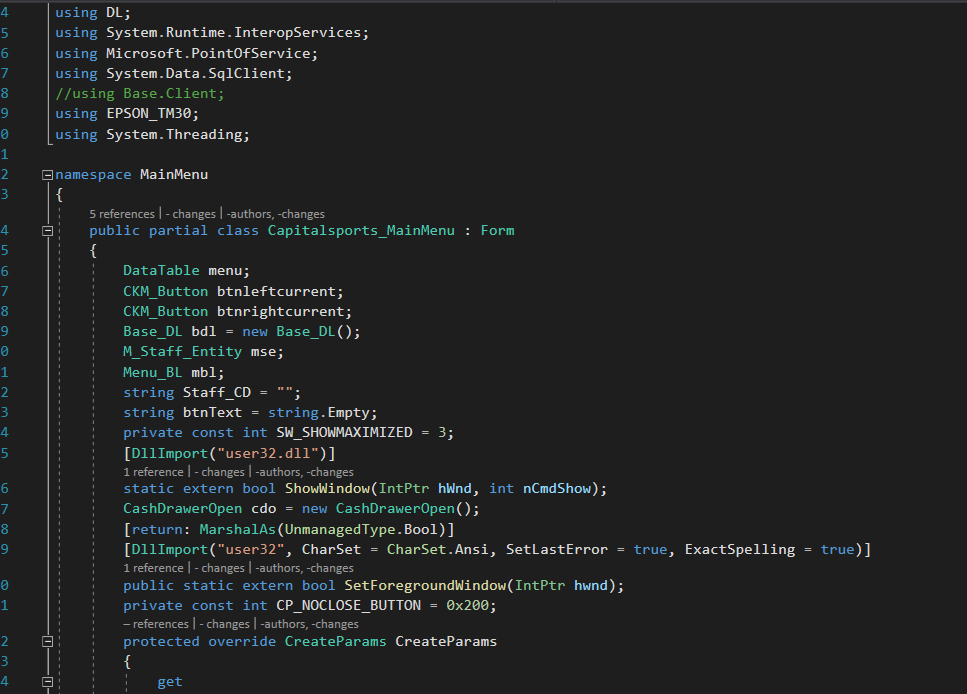 4 using DL;
5 using System.Runtime.InteropServices;
6 using Microsoft.PointOfService;
7 using System.Data.SqlClient;
8 //using Base.Client;
9 using EPSON_TM30;
0 using System.Threading;
1
2 namespace MainMenu
3 {
5 references | - changes | -authors, -changes
4 public partial class Capitalsports_MainMenu : Form
5 {
6 DataTable menu;
7 CKM_Button btnleftcurrent;
8 CKM_Button btnrightcurrent;
9 Base_DL bdl = new Base_DL();
0 M_Staff_Entity mse;
1 Menu_BL mbl;
2 string Staff_CD = "";
3 string btnText = string.Empty;
4 private const int SW_SHOWMAXIMIZED = 3;
5 [DllImport("user32.dll")]
1 reference | - changes | -authors, -changes
6 static extern bool ShowWindow(IntPtr hWnd, int nCmdShow);
7 CashDrawerOpen cdo = new CashDrawerOpen();
8 [return: MarshalAs(UnmanagedType.Bool)]
9 [DllImport("user32", CharSet = CharSet.Ansi, SetLastError = true, ExactSpelling = true)]
1 reference | - changes | -authors, -changes
0 public static extern bool SetForegroundWindow(IntPtr hwnd);
1 private const int CP_NOCLOSE_BUTTON = 0x200;
– references | - changes | -authors, -changes
2 protected override CreateParams CreateParams
3 {
4 get